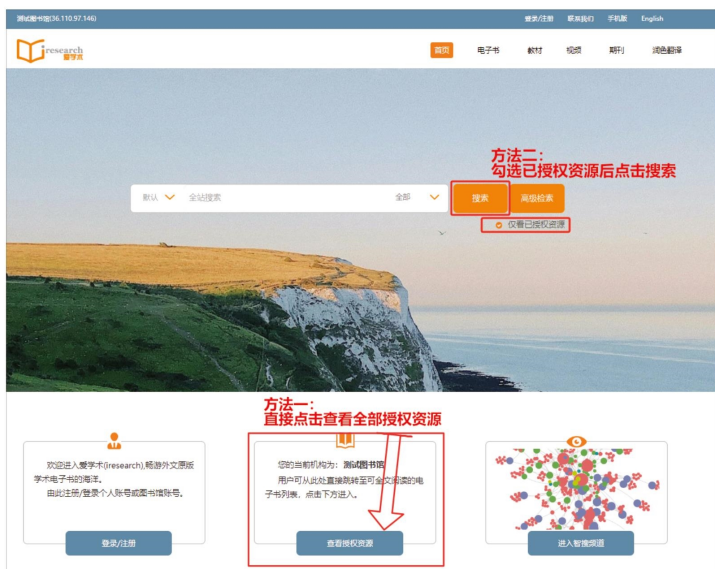 测试图书馆(36.110.97.146)
登录/注册 联系我们 手机版 English
iresearch
爱学术
首页 电子书 教材 视频 期刊 润色翻译
方法二：
勾选已授权资源后点击搜索
默认 全站搜索 全部 搜索 高级检索
仅看已授权资源
方法一：
直接点击查看全部授权资源
欢迎进入爱学术(iresearch),畅游外文原版
学术电子书的海洋。
由此注册/登录个人账号或图书馆账号。
登录/注册
您的当前机构为：测试图书馆
用户可从此处直接跳转至可全文阅读的电
子书列表，点击下方进入。
查看授权资源
进入智搜频道